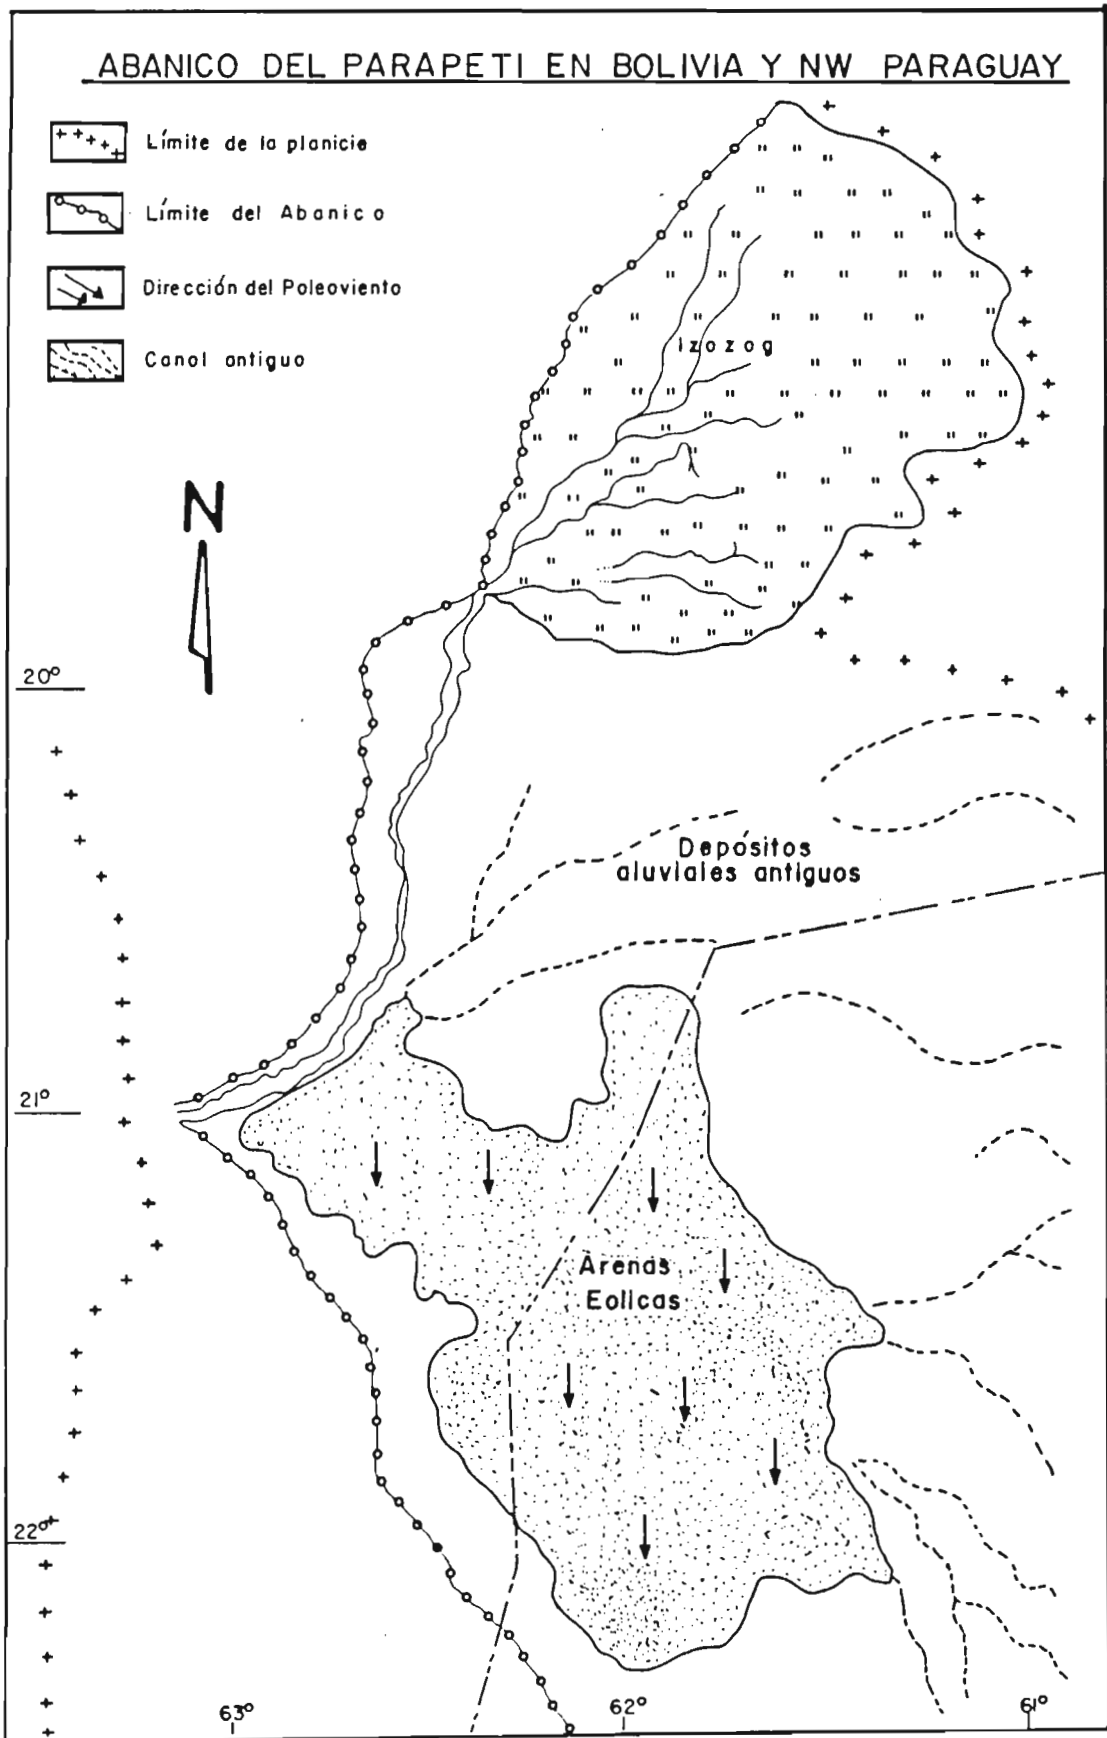 ABANICO DEL PARAPETI EN BOLIVIA Y NW PARAGUAY
Límite de la planicie
Límite del Abanico
Dirección del Poleoviento
Canal antiguo
Izozog
N
20°
Depósitos
aluviales antiguos
21°
Arenas
Eolicas
22°
63°
62°
61°